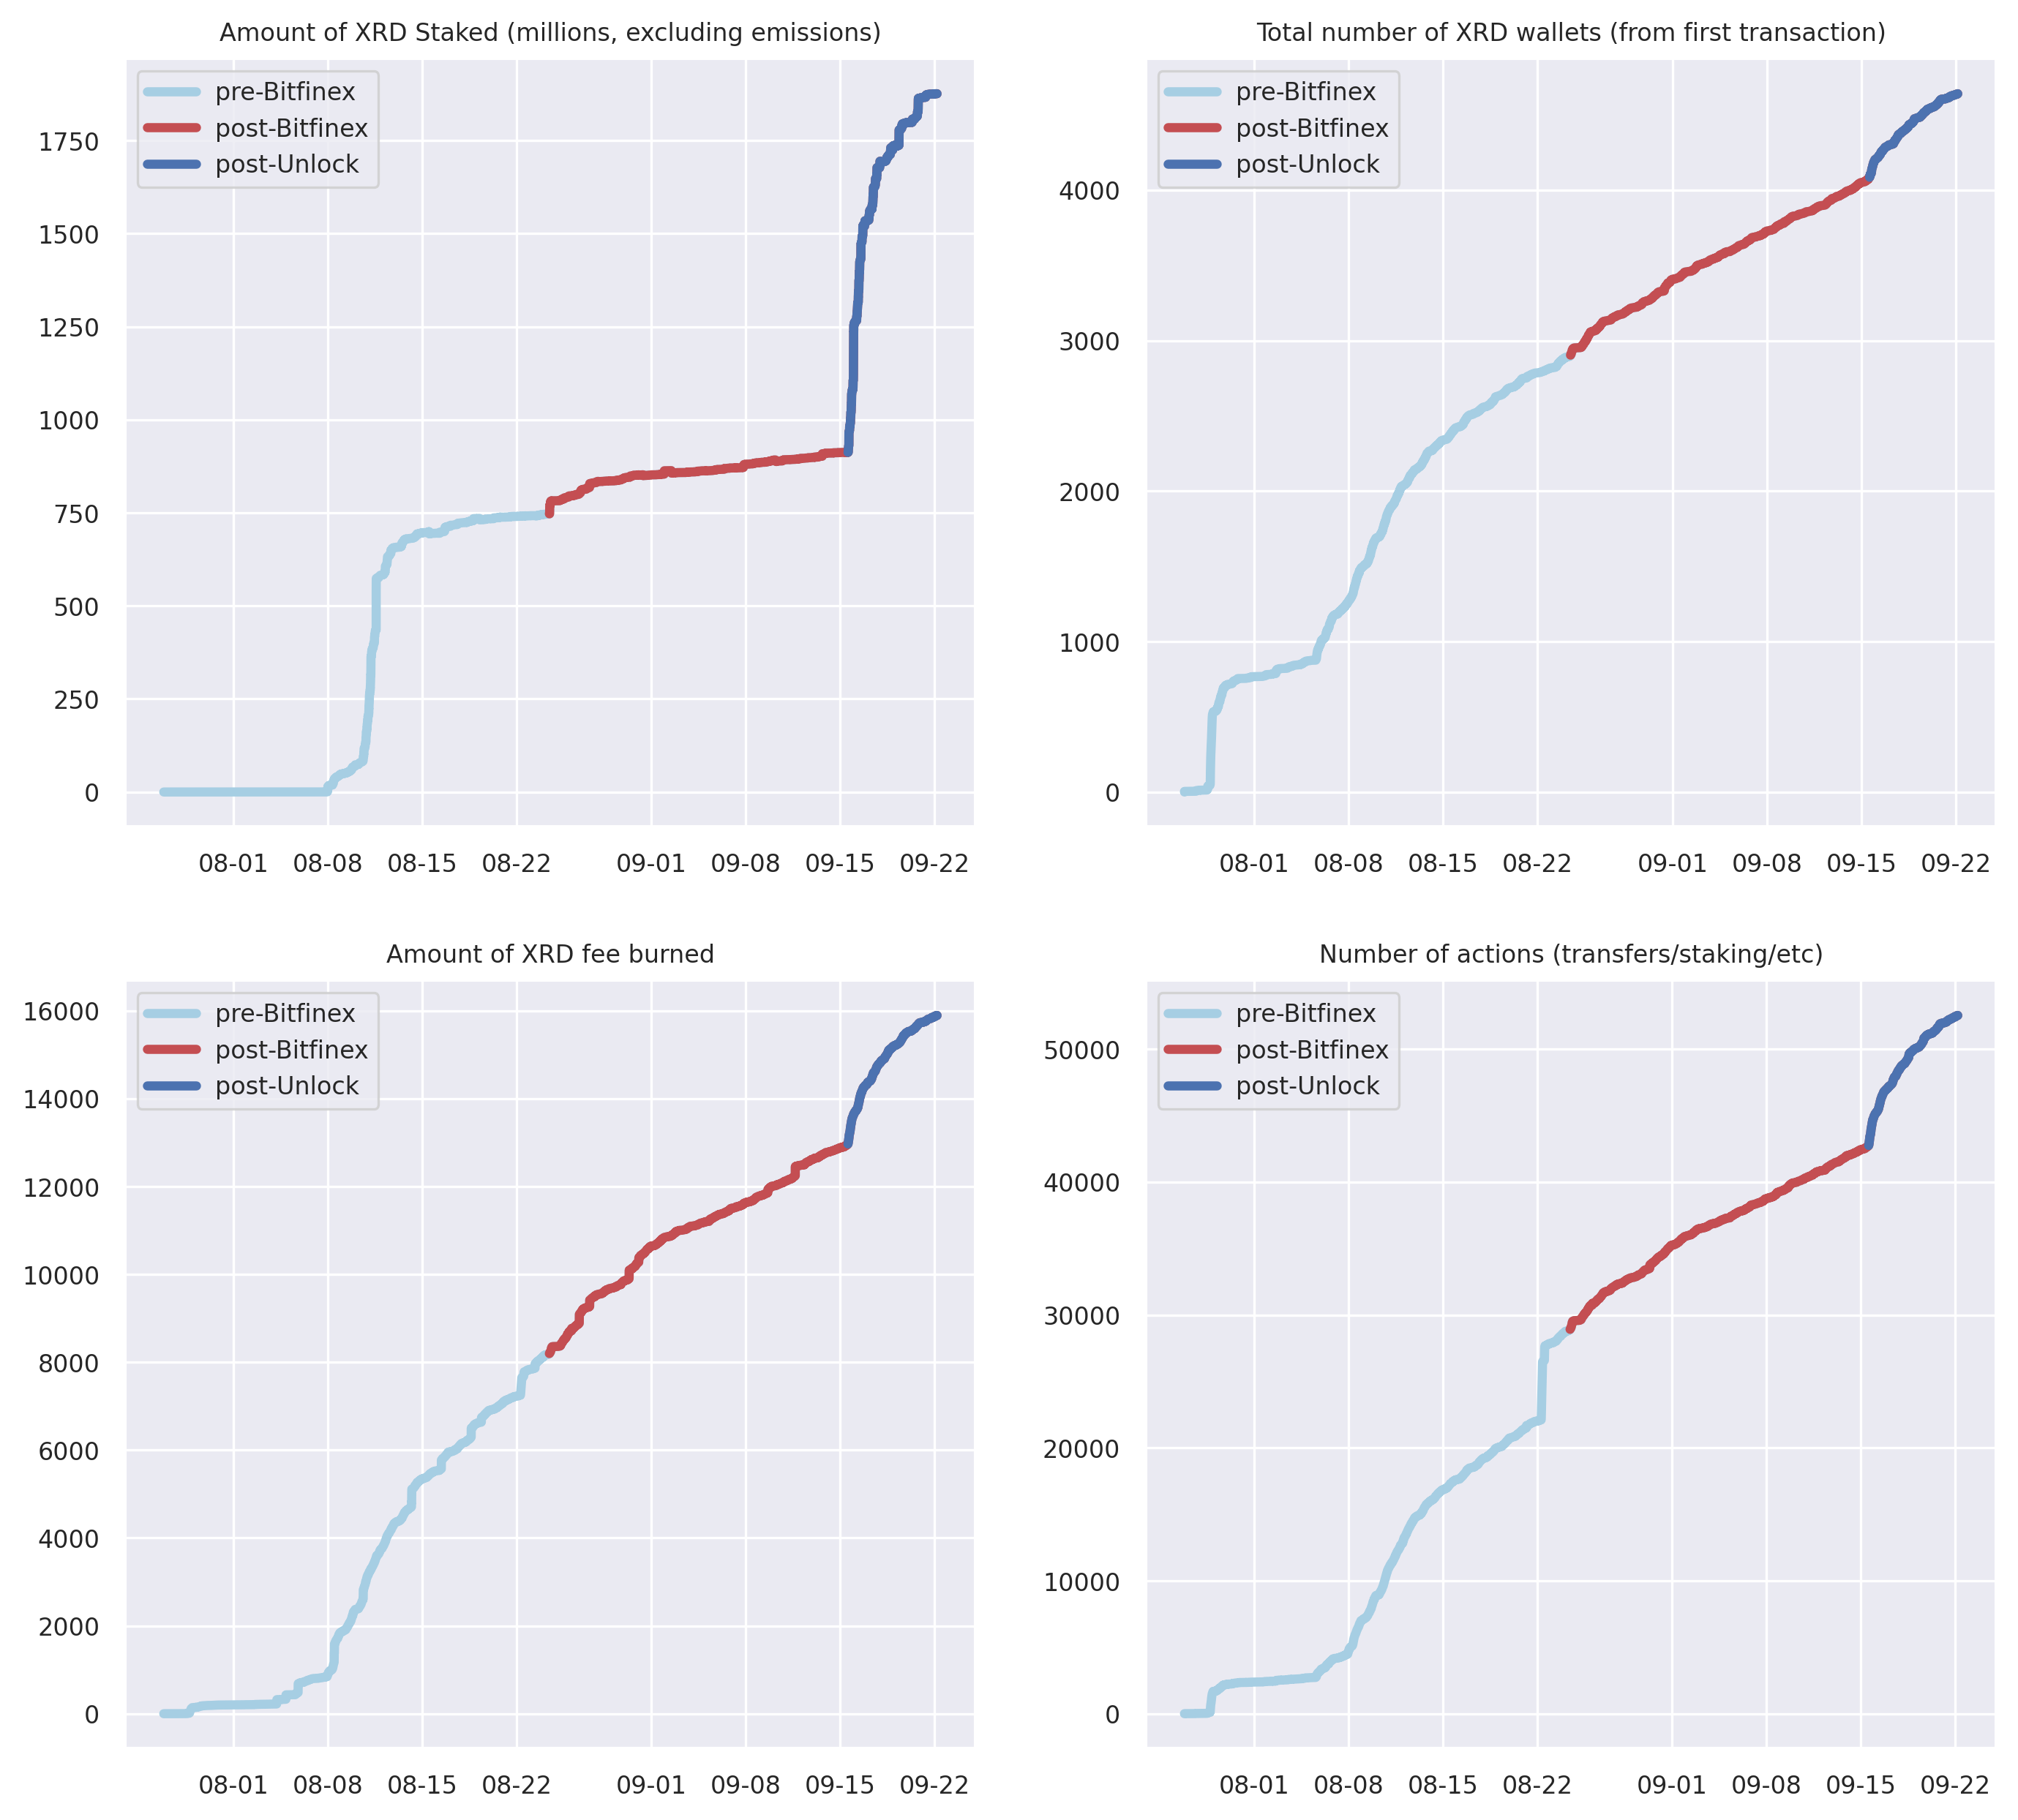 Amount of XRD Staked (millions, excluding emissions)
pre-Bitfinex
post-Bitfinex
post-Unlock
1750
1500
1250
1000
750
500
250
0
08-01 08-08 08-15 08-22 09-01 09-08 09-15 09-22
Total number of XRD wallets (from first transaction)
pre-Bitfinex
post-Bitfinex
post-Unlock
4000
3000
2000
1000
0
08-01 08-08 08-15 08-22 09-01 09-08 09-15 09-22
Amount of XRD fee burned
pre-Bitfinex
post-Bitfinex
post-Unlock
16000
14000
12000
10000
8000
6000
4000
2000
0
08-01 08-08 08-15 08-22 09-01 09-08 09-15 09-22
Number of actions (transfers/staking/etc)
pre-Bitfinex
post-Bitfinex
post-Unlock
50000
40000
30000
20000
10000
0
08-01 08-08 08-15 08-22 09-01 09-08 09-15 09-22